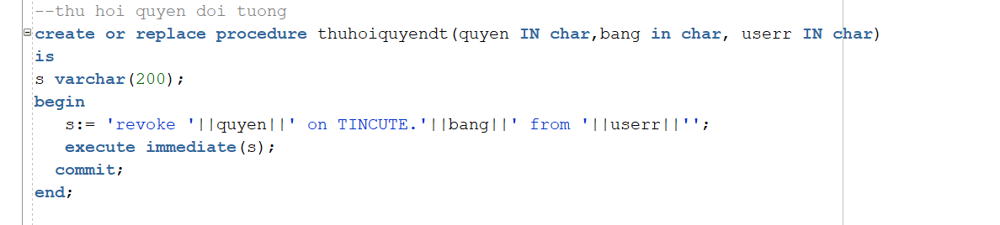 --thu hoi quyen doi tuong
create or replace procedure thuhoiquyendt(quyen IN char,bang in char, userr IN char)
is
s varchar(200);
begin
s:= 'revoke '||quyen||' on TINCUTE.'||bang||' from '||userr||'';
execute immediate(s);
commit;
end;